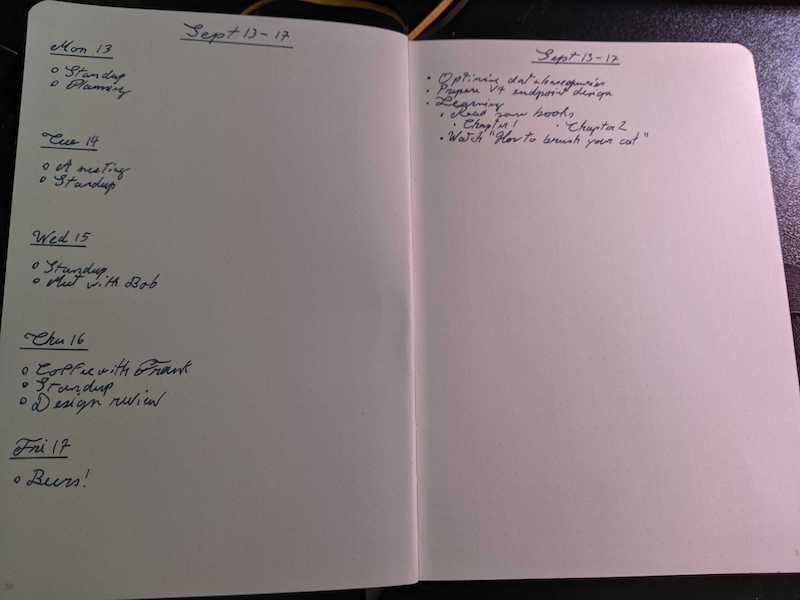 Sept 13-17
Mon 13
Standup
Planning
Tue 14
A meeting
Standup
Wed 15
Standup
Meet with Bob
Thu 16
Coffee with Frank
Standup
Design review
Fri 17
Beers!
Sept 13-17
Optimize database queries
Prepare V4 endpoint design
Learning
Read some books
Chapter 1 • Chapter 2
Watch "How to brush your cat"